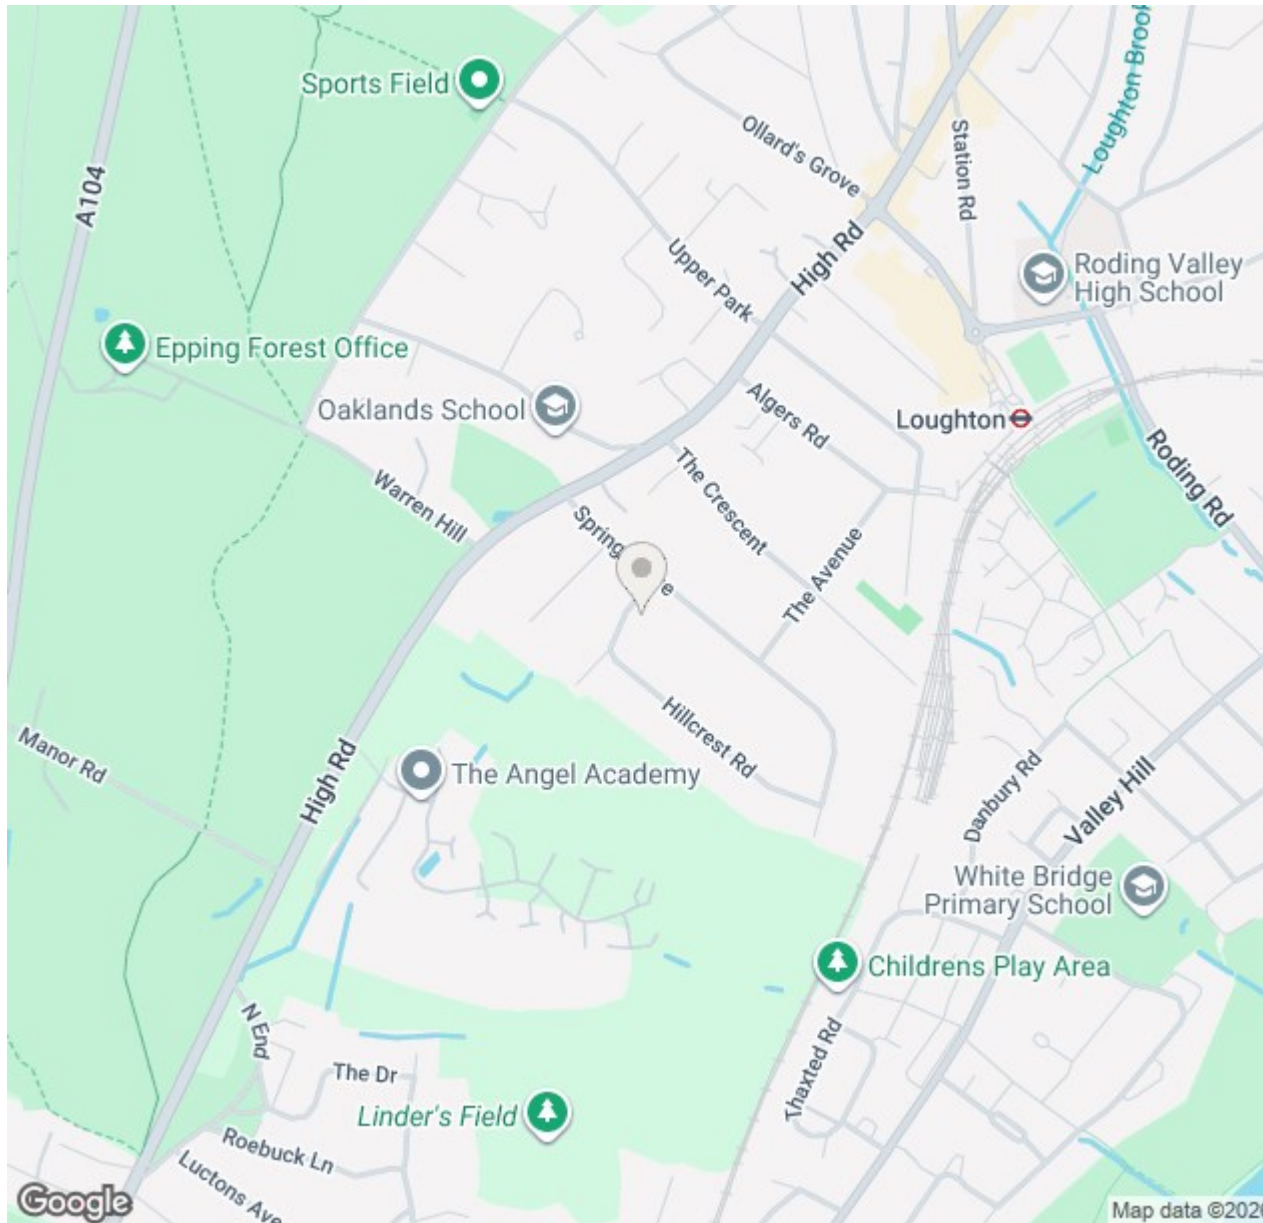 Sports Field
Ollard's Grove
Station Rd
Loughton Brook
A104
Upper Park
High Rd
Roding Valley
High School
Epping Forest Office
Oaklands School
Algers Rd
Loughton
Roding Rd
Warren Hill
The Crescent
The Avenue
Hillcrest Rd
Manor Rd
High Rd
The Angel Academy
Danbury Rd
Valley Hill
White Bridge
Primary School
Childrens Play Area
N End
The Dr
Thaxted Rd
Linder's Field
Roebuck Ln
Luctons Ave
Google
Map data ©202